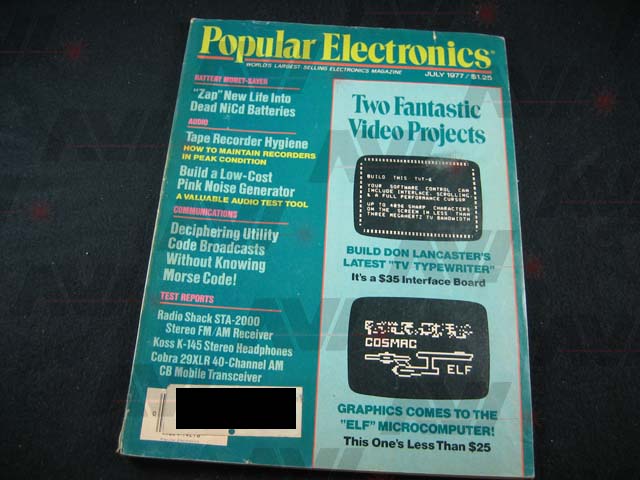 Popular Electronics
WORLD'S LARGEST SELLING ELECTRONICS MAGAZINE
JULY 1977/$1.25
BATTERY MONEY-SAVER
"Zap" New Life Into
Dead NiCd Batteries
AUDIO
Tape Recorder Hygiene
HOW TO MAINTAIN RECORDERS
IN PEAK CONDITION
Build a Low-Cost
Pink Noise Generator
A VALUABLE AUDIO TEST TOOL
COMMUNICATIONS
Deciphering Utility
Code Broadcasts
Without Knowing
Morse Code!
TEST REPORTS
Radio Shack STA-2000
Stereo FM/AM Receiver
Koss K-145 Stereo Headphones
Cobra 29XLR 40-Channel AM
CB Mobile Transceiver
Two Fantastic
Video Projects
BUILD THIS TVT-6
YOUR SOFTWARE CONTROL CAN
INCLUDE INTERLACE, SCROLLING
& A FULL PERFORMANCE CURSOR
UP TO 4096 SHARP CHARACTERS
ON THE SCREEN IN LESS THAN
THREE MEGAHERTZ TV BANDWIDTH
BUILD DON LANCASTER'S
LATEST "TV TYPEWRITER"
It's a $35 Interface Board
COSMAC
ELF
GRAPHICS COMES TO THE
"ELF" MICROCOMPUTER!
This One's Less Than $25